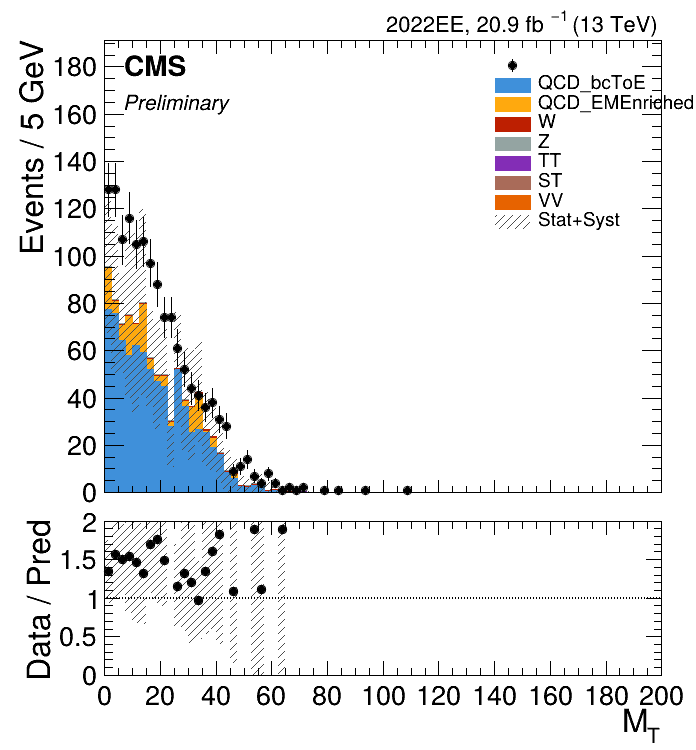 2022EE, 20.9 fb⁻¹ (13 TeV)
Events / 5 GeV
CMS
Preliminary
QCD_bcToE
QCD_EMEnriched
W
Z
TT
ST
VV
Stat+Syst
180
160
140
120
100
80
60
40
20
0
Data / Pred
2
1.5
1
0.5
0
0 20 40 60 80 100 120 140 160 180 200
M_T